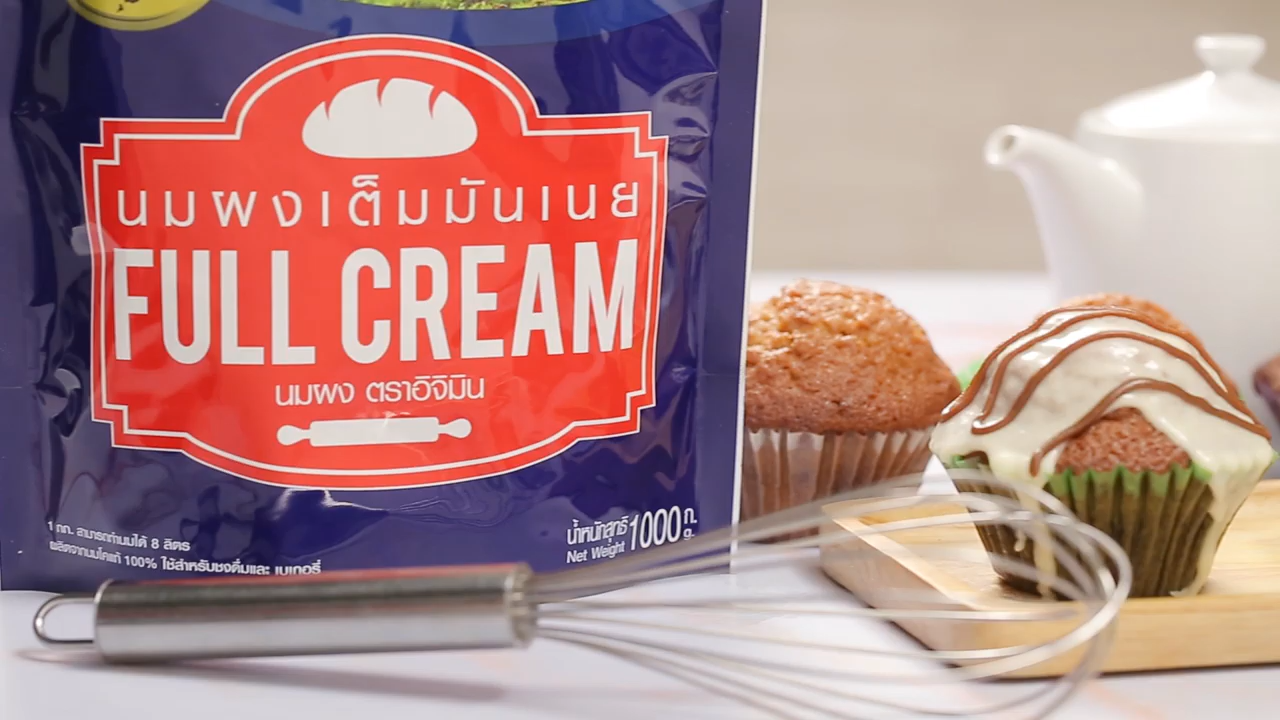 นมผงเต็มมันเนย
FULL CREAM
นมผง ตราอิจิมิน
1 กก. สามารถทำนมได้ 8 ลิตร
ผลิตจากนมโคแท้ 100% ใช้สำหรับชงดื่มและ เบเกอรี่
น้ำหนักสุทธิ 1000 ก.
Net Weight g.